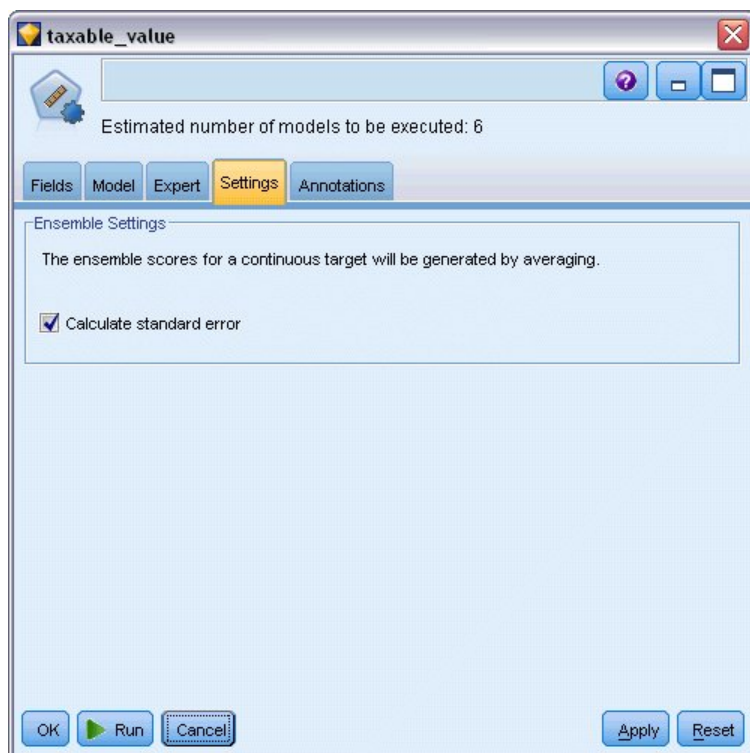 taxable_value
?
Estimated number of models to be executed: 6
Fields Model Expert Settings Annotations
Ensemble Settings
The ensemble scores for a continuous target will be generated by averaging.
Calculate standard error
OK Run Cancel Apply Reset